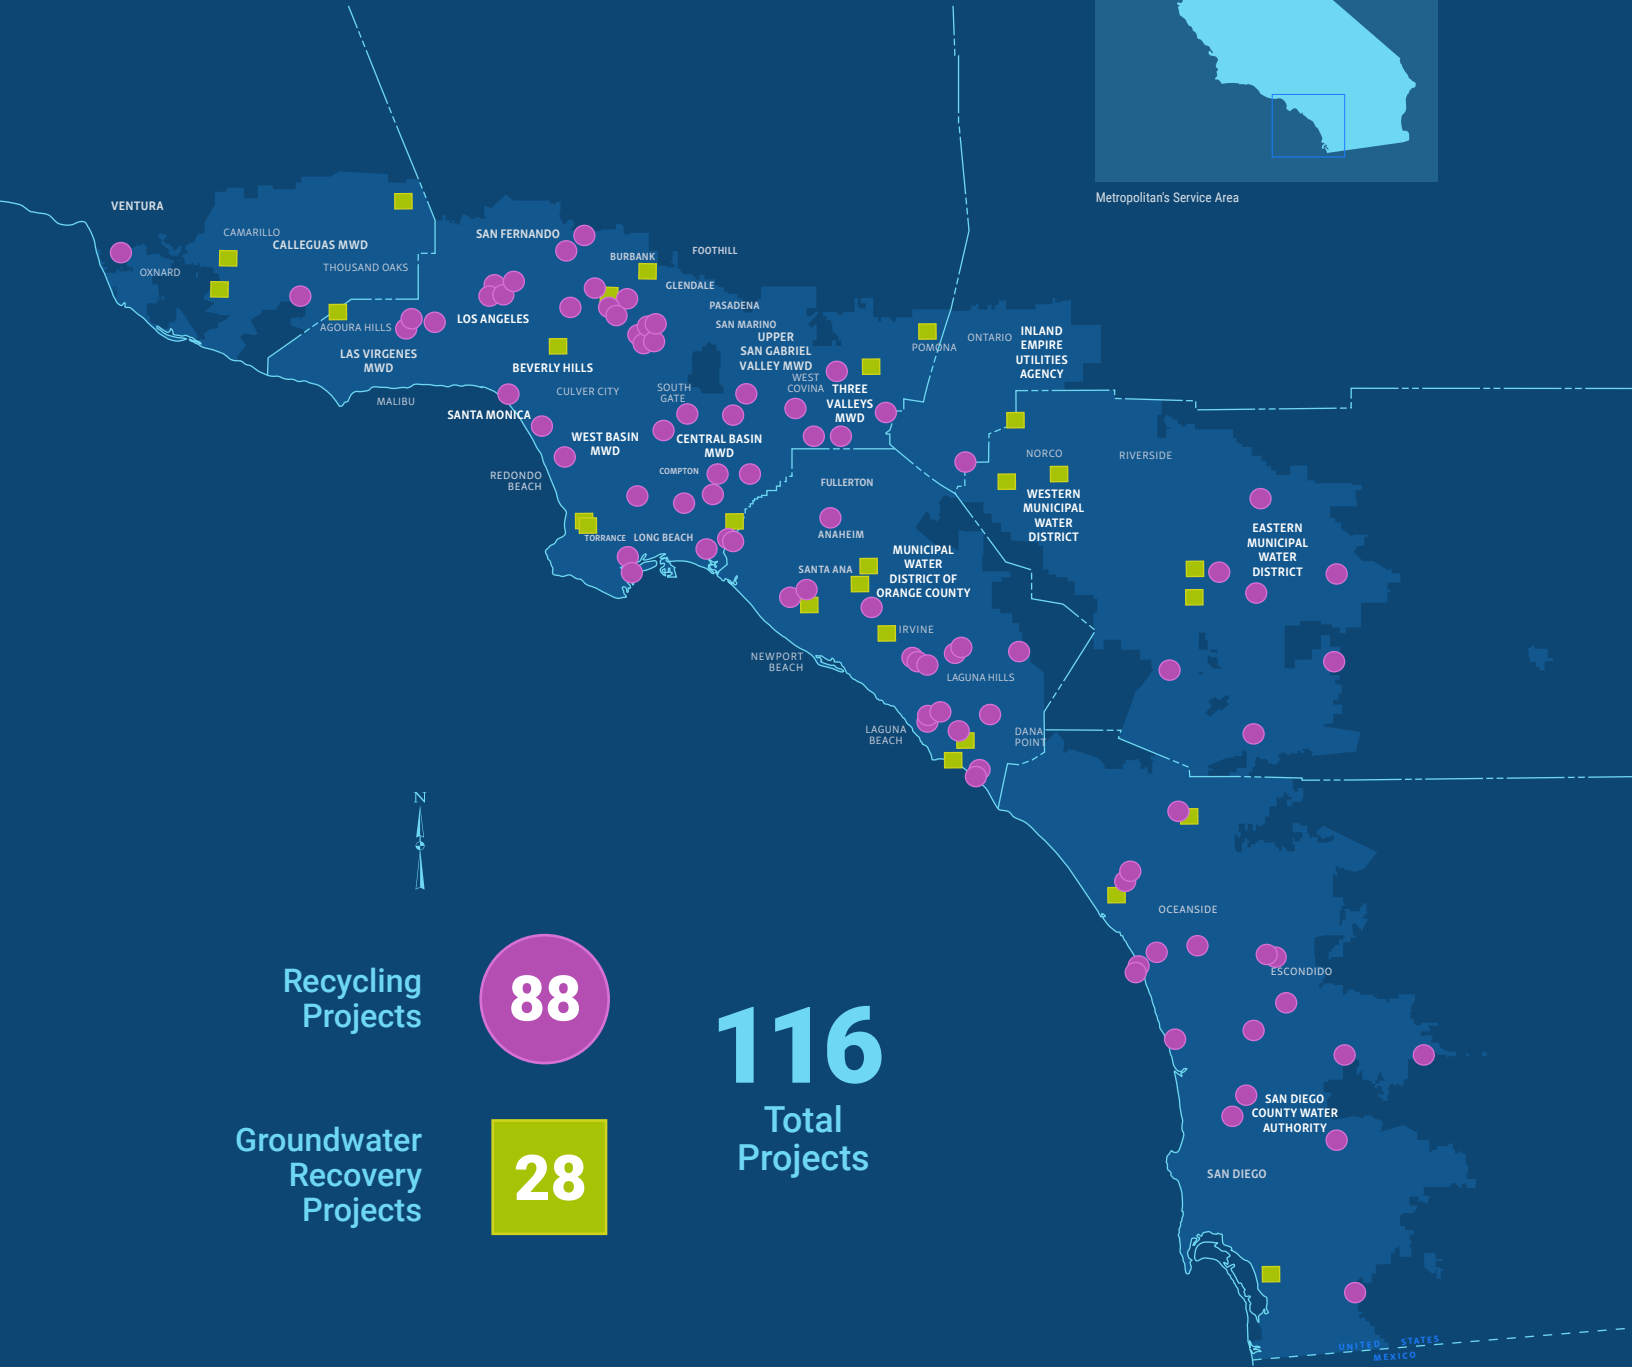 Metropolitan's Service Area
VENTURA
CAMARILLO
CALLEGUAS MWD
OXNARD
THOUSAND OAKS
AGOURA HILLS
LAS VIRGENES
MWD
MALIBU
SAN FERNANDO
BURBANK
FOOTHILL
GLENDALE
PASADENA
LOS ANGELES
SAN MARINO
UPPER
SAN GABRIEL
VALLEY MWD
BEVERLY HILLS
WEST
COVINA
POMONA
ONTARIO
INLAND
EMPIRE
UTILITIES
AGENCY
CULVER CITY
SOUTH
GATE
THREE
VALLEYS
MWD
SANTA MONICA
WEST BASIN
MWD
CENTRAL BASIN
MWD
REDONDO
BEACH
COMPTON
FULLERTON
NORCO
RIVERSIDE
WESTERN
MUNICIPAL
WATER
DISTRICT
EASTERN
MUNICIPAL
WATER
DISTRICT
TORRANCE
LONG BEACH
ANAHEIM
SANTA ANA
MUNICIPAL
WATER
DISTRICT OF
ORANGE COUNTY
IRVINE
NEWPORT
BEACH
LAGUNA HILLS
LAGUNA
BEACH
DANA
POINT
N
OCEANSIDE
ESCONDIDO
SAN DIEGO
COUNTY WATER
AUTHORITY
SAN DIEGO
UNITED STATES
MEXICO
Recycling
Projects
88
Groundwater
Recovery
Projects
28
116
Total
Projects